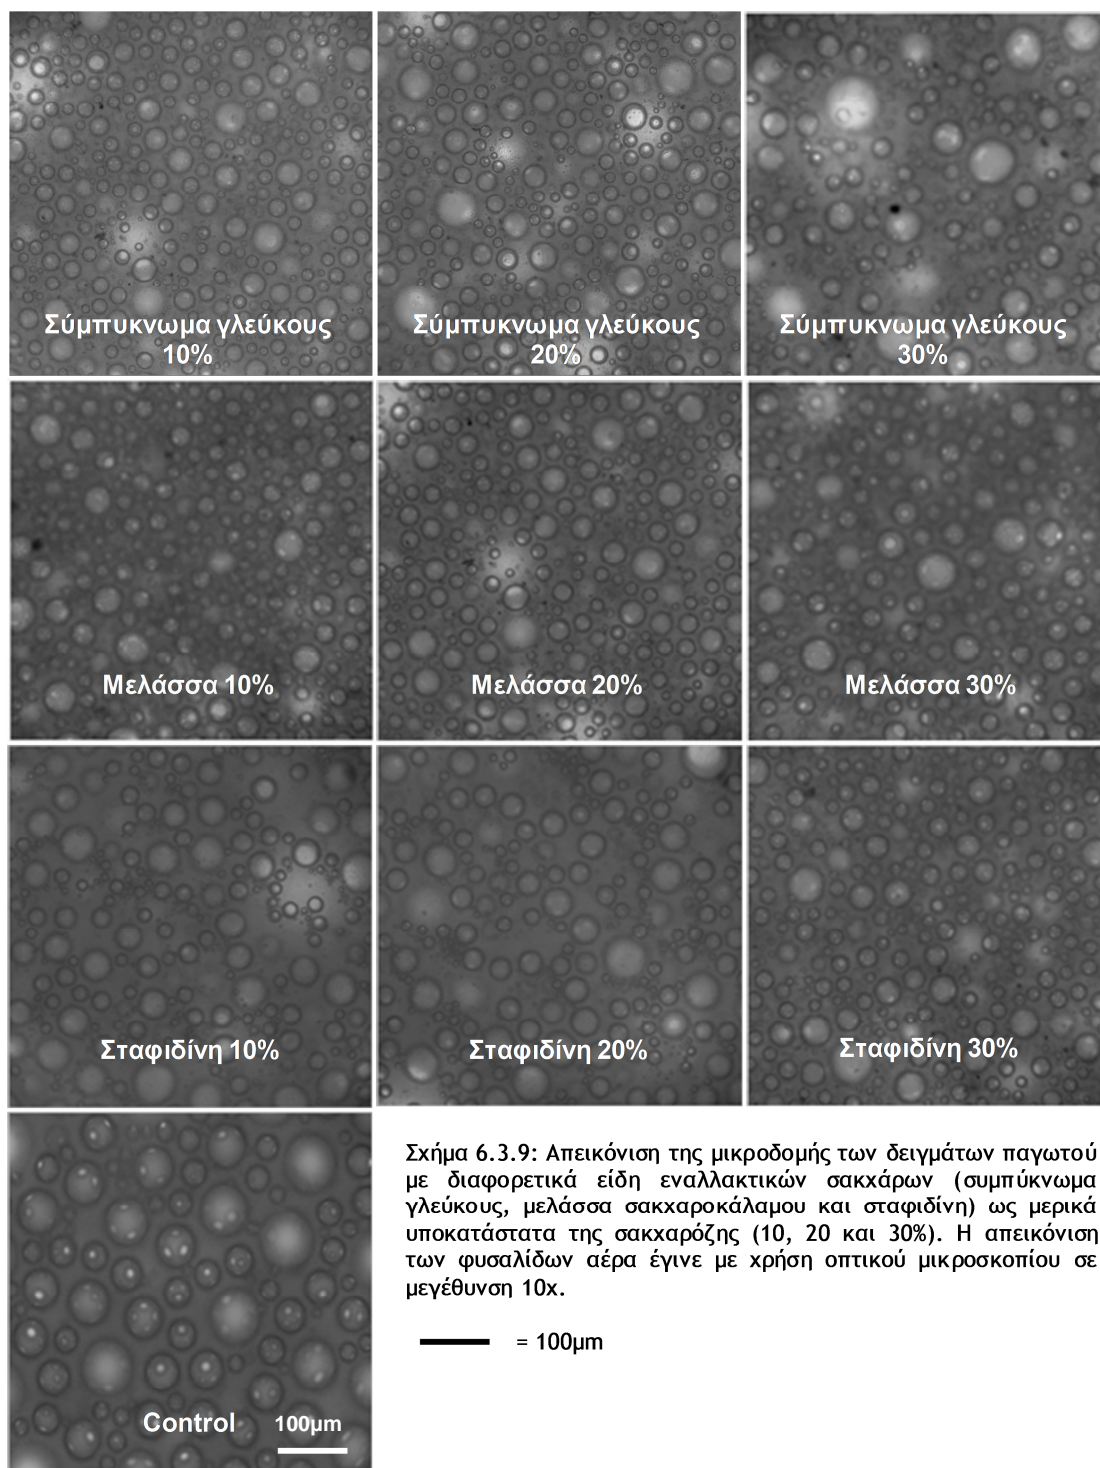 Σύμπυκνωμα γλεύκους
10%
Σύμπυκνωμα γλεύκους
20%
Σύμπυκνωμα γλεύκους
30%
Μελάσσα 10%
Μελάσσα 20%
Μελάσσα 30%
Σταφιδίνη 10%
Σταφιδίνη 20%
Σταφιδίνη 30%
Control
100μm
Σχήμα 6.3.9: Απεικόνιση της μικροδομής των δειγμάτων παγωτού
με διαφορετικά είδη εναλλακτικών σακχάρων (συμπύκνωμα
γλεύκους, μελάσσα σακχαροκάλαμου και σταφιδίνη) ως μερικά
υποκατάστατα της σακχαρόζης (10, 20 και 30%). Η απεικόνιση
των φυσαλίδων αέρα έγινε με χρήση οπτικού μικροσκοπίου σε
μεγέθυνση 10x.
= 100μm